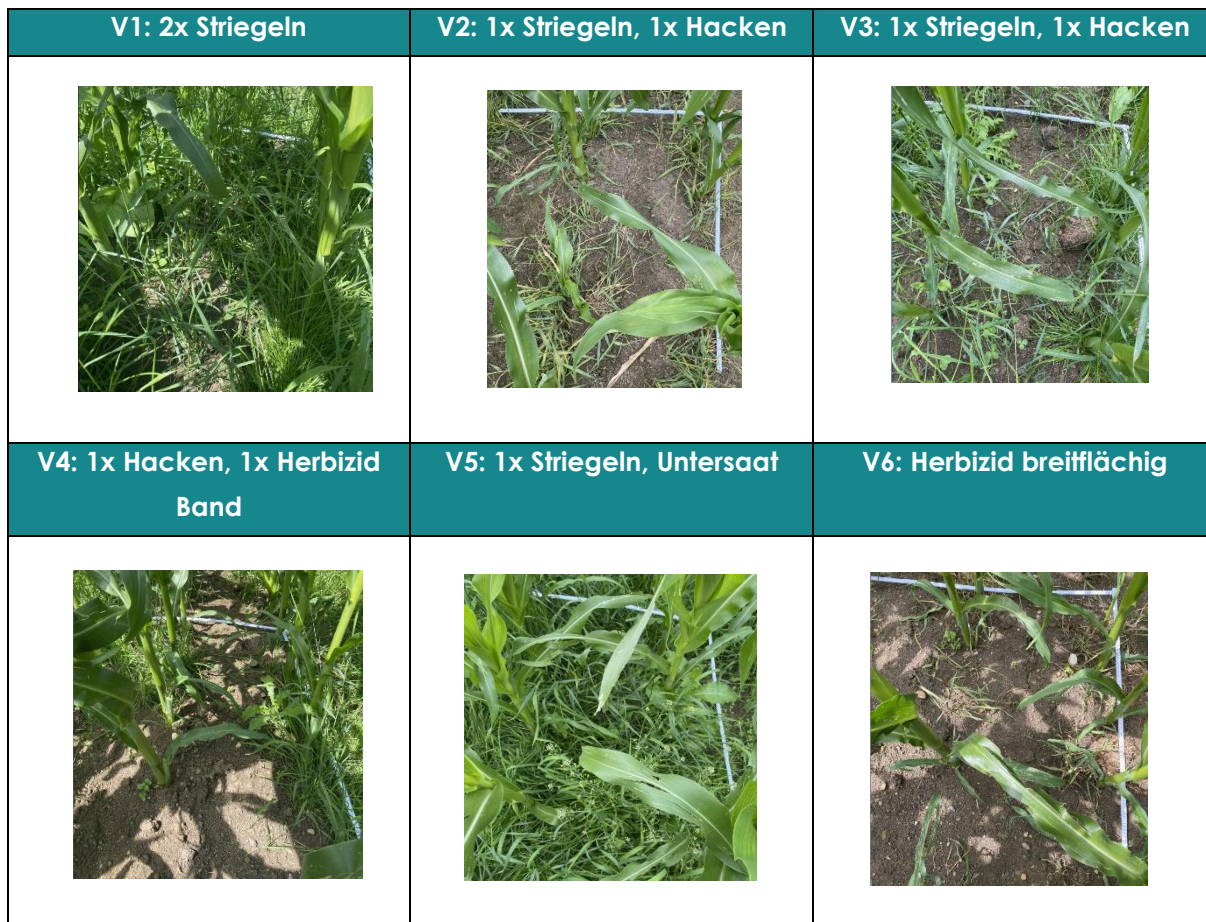 V1: 2x Striegeln
V2: 1x Striegeln, 1x Hacken
V3: 1x Striegeln, 1x Hacken
V4: 1x Hacken, 1x Herbizid
Band
V5: 1x Striegeln, Untersaat
V6: Herbizid breitflächig